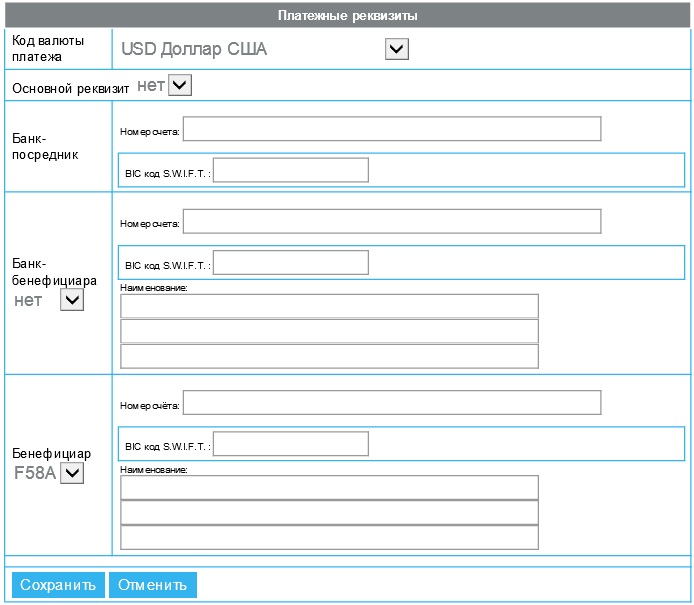 Платежные реквизиты
Код валюты
платежа
USD Доллар США
Основной реквизит нет
Банк-
посредник
Номер счета:
BIC код S.W.I.F.T. :
Банк-
бенефициара
нет
Номер счета:
BIC код S.W.I.F.T. :
Наименование:
Бенефициар
F58A
Номер счёта:
BIC код S.W.I.F.T. :
Наименование:
Сохранить Отменить